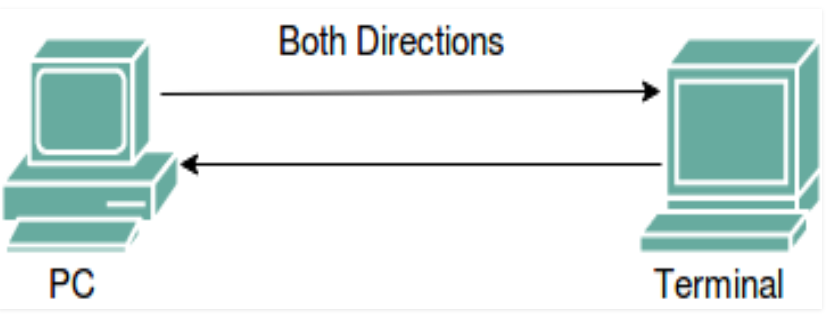 Both Directions
PC
Terminal